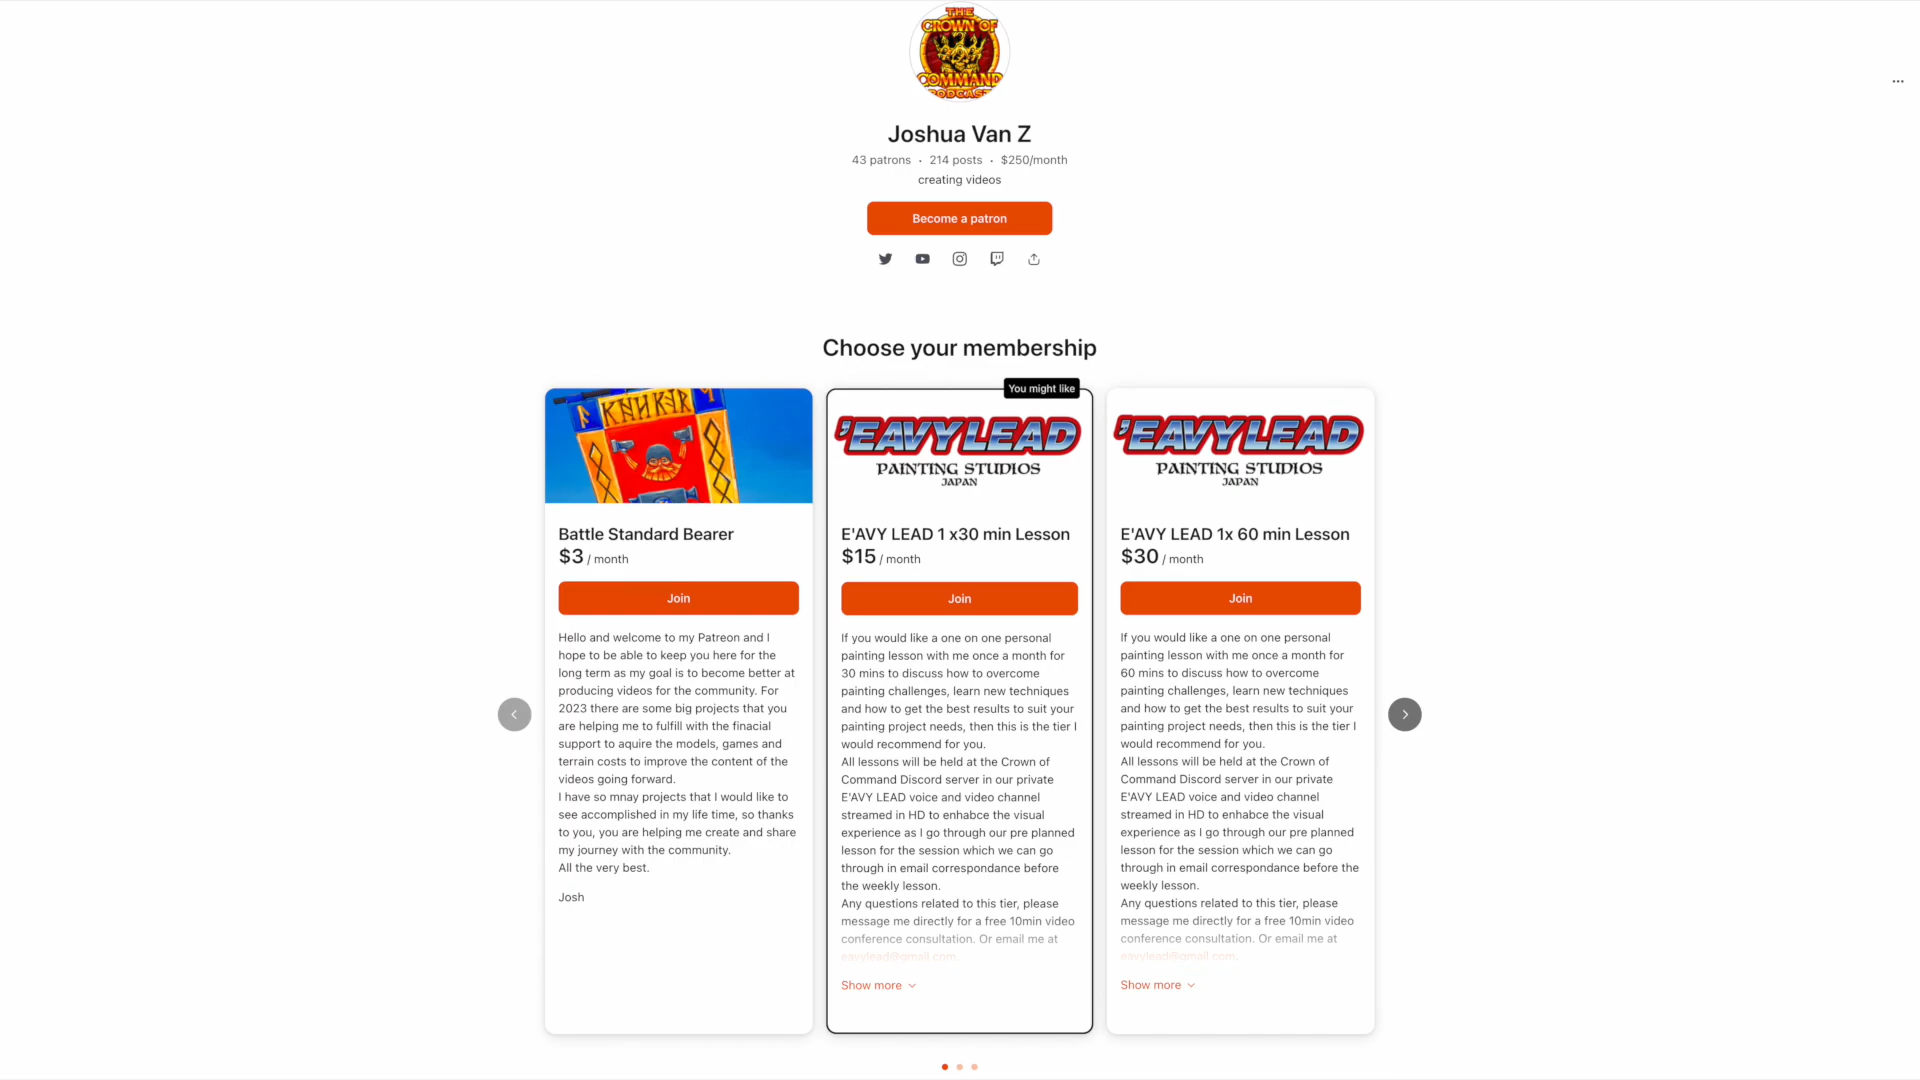 THE
CROWN OF
COMMAND
PODCAST
Joshua Van Z
43 patrons · 214 posts · $250/month
creating videos
Become a patron
Choose your membership
Battle Standard Bearer
$3 / month
Join
Hello and welcome to my Patreon and I
hope to be able to keep you here for the
long term as my goal is to become better at
producing videos for the community. For
2023 there are some big projects that you
are helping me to fulfill with the finacial
support to aquire the models, games and
terrain costs to improve the content of the
videos going forward.
I have so mnay projects that I would like to
see accomplished in my life time, so thanks
to you, you are helping me create and share
my journey with the community.
All the very best.
Josh
You might like
'EAVY LEAD
PAINTING STUDIOS
JAPAN
E'AVY LEAD 1 x30 min Lesson
$15 / month
Join
If you would like a one on one personal
painting lesson with me once a month for
30 mins to discuss how to overcome
painting challenges, learn new techniques
and how to get the best results to suit your
painting project needs, then this is the tier I
would recommend for you.
All lessons will be held at the Crown of
Command Discord server in our private
E'AVY LEAD voice and video channel
streamed in HD to enhabce the visual
experience as I go through our pre planned
lesson for the session which we can go
through in email correspondance before
the weekly lesson.
Any questions related to this tier, please
message me directly for a free 10min video
conference consultation. Or email me at
eavylead@gmail.com.
Show more
'EAVY LEAD
PAINTING STUDIOS
JAPAN
E'AVY LEAD 1x 60 min Lesson
$30 / month
Join
If you would like a one on one personal
painting lesson with me once a month for
60 mins to discuss how to overcome
painting challenges, learn new techniques
and how to get the best results to suit your
painting project needs, then this is the tier I
would recommend for you.
All lessons will be held at the Crown of
Command Discord server in our private
E'AVY LEAD voice and video channel
streamed in HD to enhabce the visual
experience as I go through our pre planned
lesson for the session which we can go
through in email correspondance before the
weekly lesson.
Any questions related to this tier, please
message me directly for a free 10min video
conference consultation. Or email me at
eavylead@gmail.com.
Show more